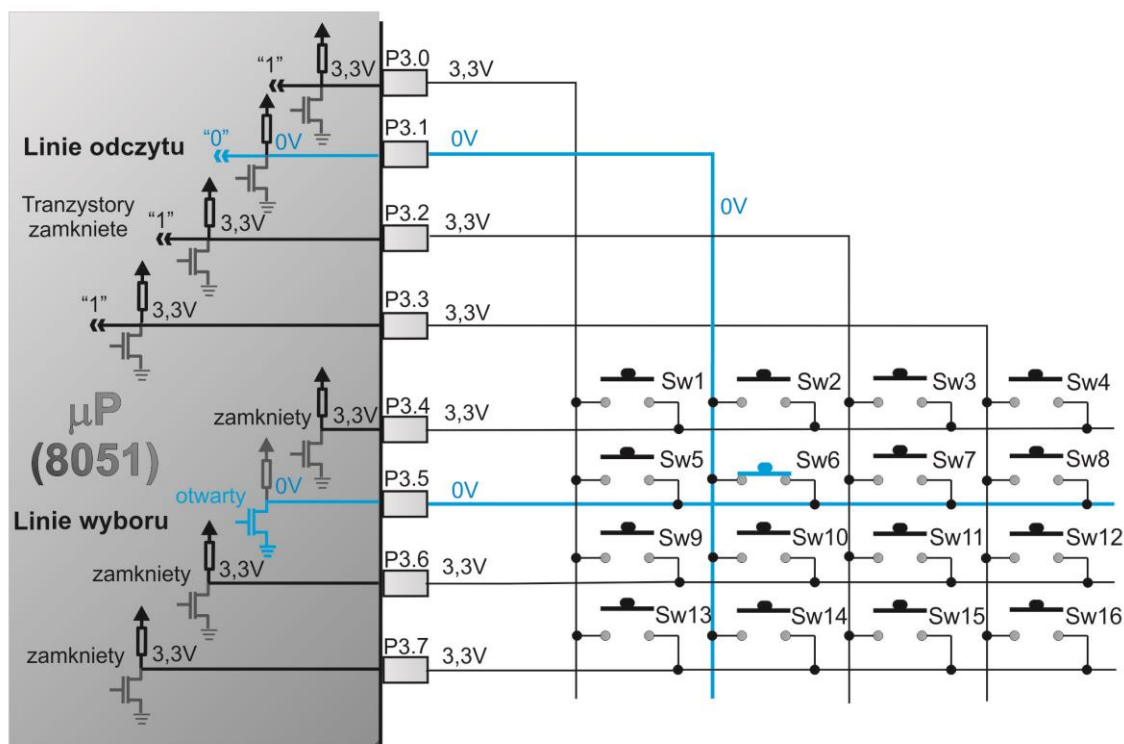 P3.0
3,3V
3,3V
"1"
P3.1
0V
0V
"0"
Linie odczytu
0V
Tranzystory
zamkniete
"1"
3,3V
P3.2
3,3V
"1"
3,3V
P3.3
3,3V
µP
(8051)
zamkniety
3,3V
P3.4
3,3V
Sw1
Sw2
Sw3
Sw4
otwarty
0V
P3.5
0V
Sw5
Sw6
Sw7
Sw8
Linie wyboru
zamkniety
3,3V
P3.6
3,3V
Sw9
Sw10
Sw11
Sw12
zamkniety
3,3V
P3.7
3,3V
Sw13
Sw14
Sw15
Sw16